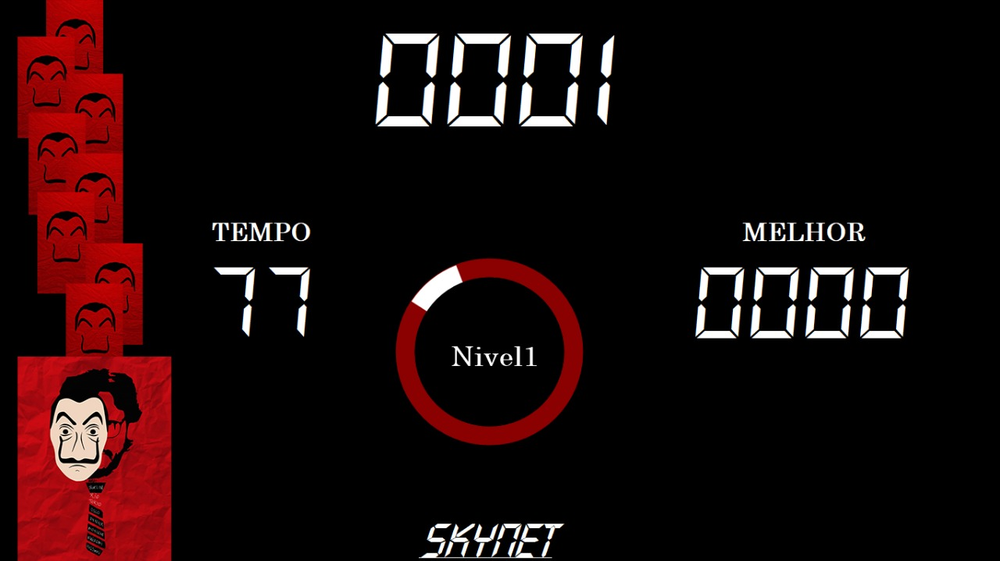 0001
TEMPO
77
MELHOR
0000
Nivel1
SKYNET